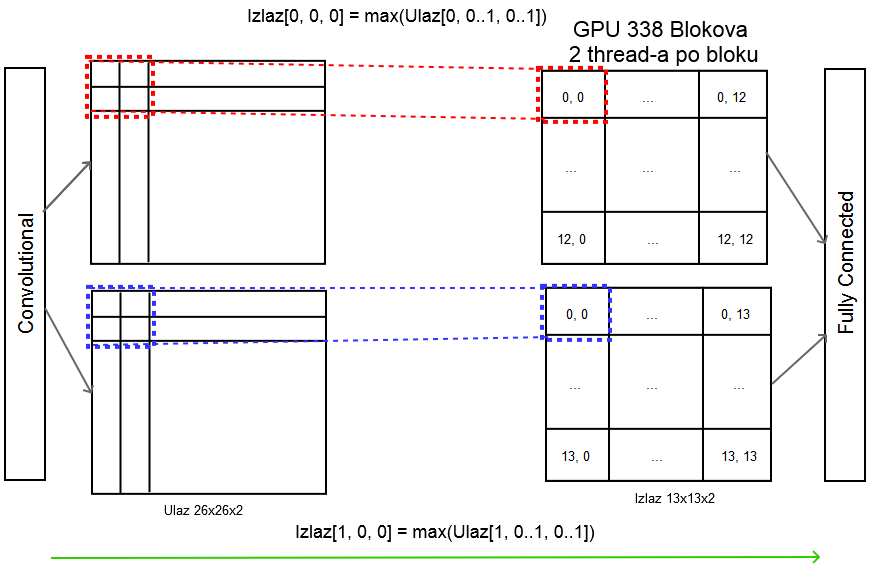 Izlaz[0, 0, 0] = max(Ulaz[0, 0..1, 0..1])
GPU 338 Blokova
2 thread-a po bloku
Convolutional
0, 0
...
0, 12
...
...
...
12, 0
...
12, 12
Fully Connected
0, 0
...
0, 13
...
...
...
13, 0
...
13, 13
Ulaz 26x26x2
Izlaz 13x13x2
Izlaz[1, 0, 0] = max(Ulaz[1, 0..1, 0..1])